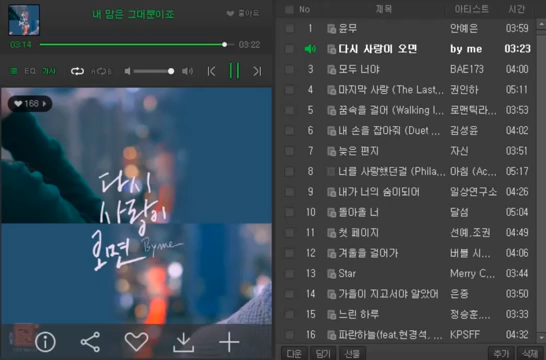 내 맘은 그대뿐이죠
좋아요
03:14
03:22
EQ 가사
168
다시
사랑이
오면
By me
No 제목 아티스트 시간
1 윤무 안예은 03:59
다시 사랑이 오면 by me 03:23
3 모두 너야 BAE173 04:00
4 마지막 사랑 (The Last... 권인하 05:11
5 꿈속을 걸어 (Walking I... 로맨틱라... 03:53
6 내 손을 잡아줘 (Duet ... 김성윤 04:02
7 늦은 편지 자신 03:51
8 너를 사랑했던걸 (Phila... 아침 (Ac... 05:17
9 내가 너의 숨이되어 일상연구소 04:26
10 돌아올 너 달섬 05:04
11 첫 페이지 선예,조권 04:49
12 겨울을 걸어가 버블 시... 04:06
13 Star Merry C... 03:44
14 가을이 지고서야 알았어 은종 03:50
15 느린 하루 정승훈,... 03:33
16 파란하늘(feat,현경석, ... KPSFF 04:32
다운 담기 선물 추가 삭제